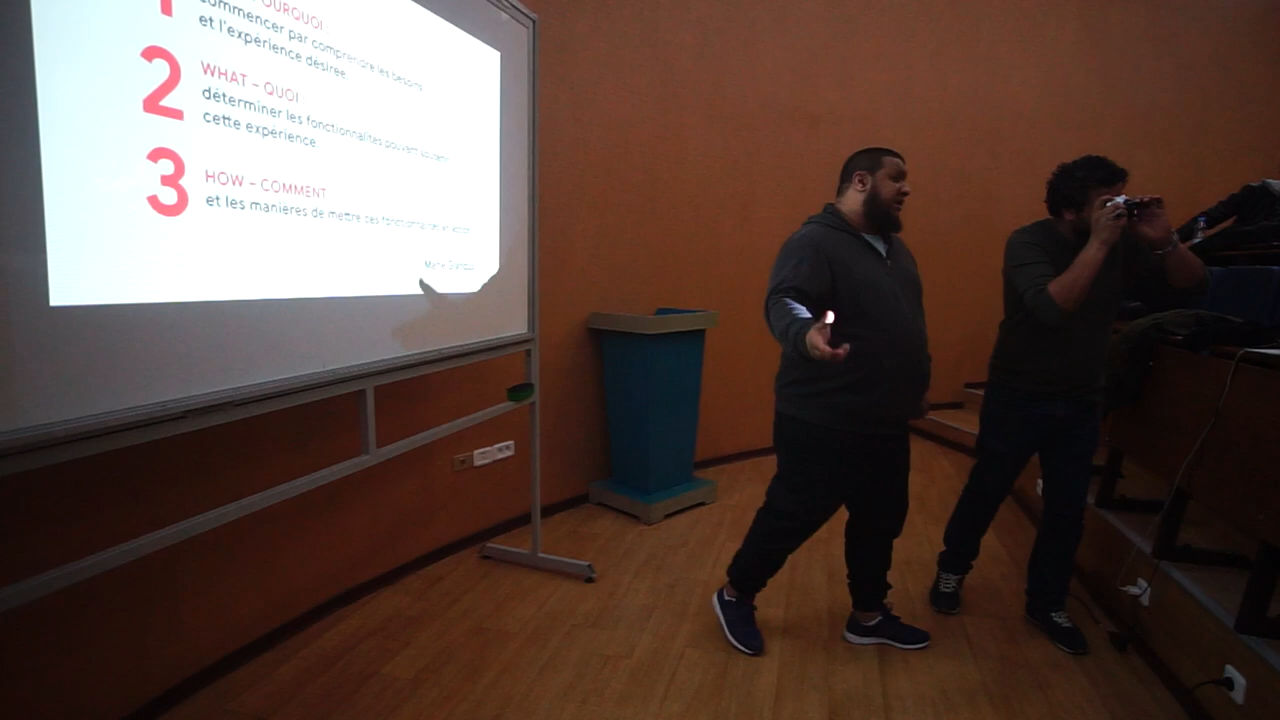 POURQUOI
commencer par comprendre les besoins
et l'expérience désirée.
2
WHAT – QUOI
déterminer les fonctionnalités pouvant soutenir
cette expérience
3
HOW – COMMENT
et les manières de mettre ces fonctionnalités en action